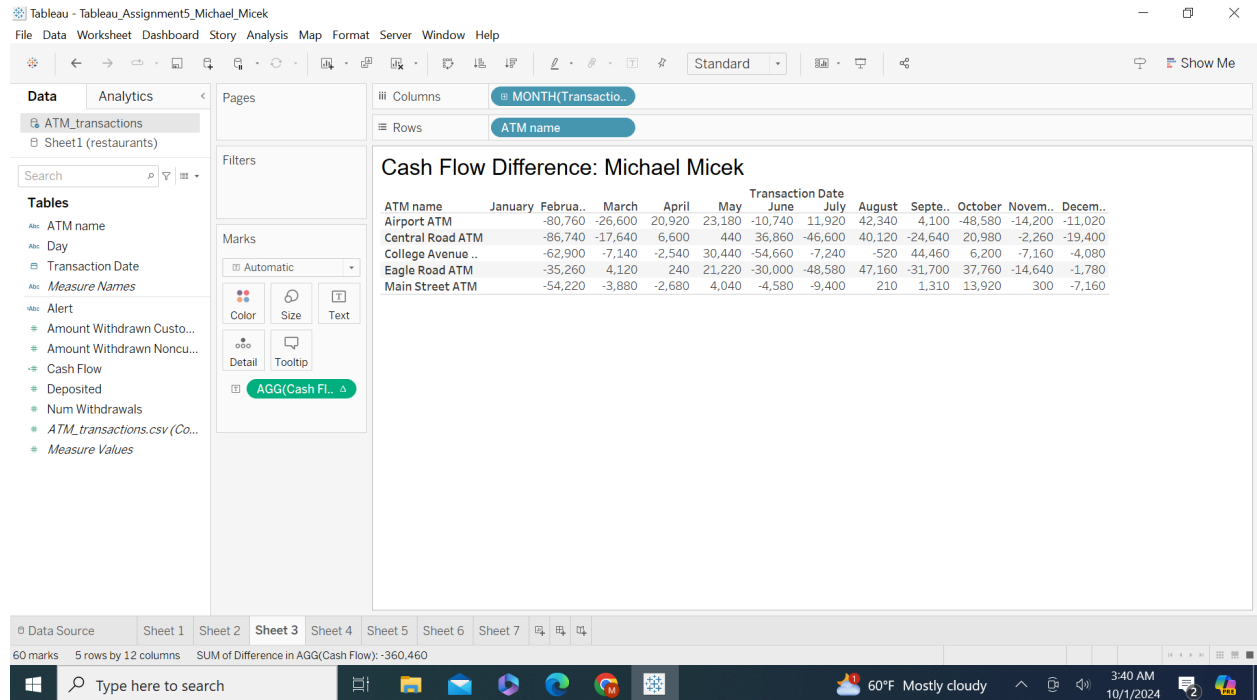 Tableau - Tableau_Assignment5_Michael_Micek
File Data Worksheet Dashboard Story Analysis Map Format Server Window Help
Standard
Show Me
Data Analytics
ATM_transactions
Sheet1 (restaurants)
Search
Tables
Abc ATM name
Abc Day
Transaction Date
Abc Measure Names
=Abc Alert
# Amount Withdrawn Custo...
# Amount Withdrawn Noncu...
=# Cash Flow
# Deposited
# Num Withdrawals
# ATM_transactions.csv (Co...
# Measure Values
Pages
Filters
Marks
Automatic
Color Size Text
Detail Tooltip
AGG(Cash Fl.. Δ
Columns MONTH(Transactio..
Rows ATM name
Cash Flow Difference: Michael Micek
Transaction Date
ATM name January Februa.. March April May June July August Septe.. October Novem.. Decem..
Airport ATM -80,760 -26,600 20,920 23,180 -10,740 11,920 42,340 4,100 -48,580 -14,200 -11,020
Central Road ATM -86,740 -17,640 6,600 440 36,860 -46,600 40,120 -24,640 20,980 -2,260 -19,400
College Avenue .. -62,900 -7,140 -2,540 30,440 -54,660 -7,240 -520 44,460 6,200 -7,160 -4,080
Eagle Road ATM -35,260 4,120 240 21,220 -30,000 -48,580 47,160 -31,700 37,760 -14,640 -1,780
Main Street ATM -54,220 -3,880 -2,680 4,040 -4,580 -9,400 210 1,310 13,920 300 -7,160
Data Source Sheet 1 Sheet 2 Sheet 3 Sheet 4 Sheet 5 Sheet 6 Sheet 7
60 marks 5 rows by 12 columns SUM of Difference in AGG(Cash Flow): -360,460
Type here to search
1
60°F Mostly cloudy
3:40 AM
10/1/2024
2
PRE